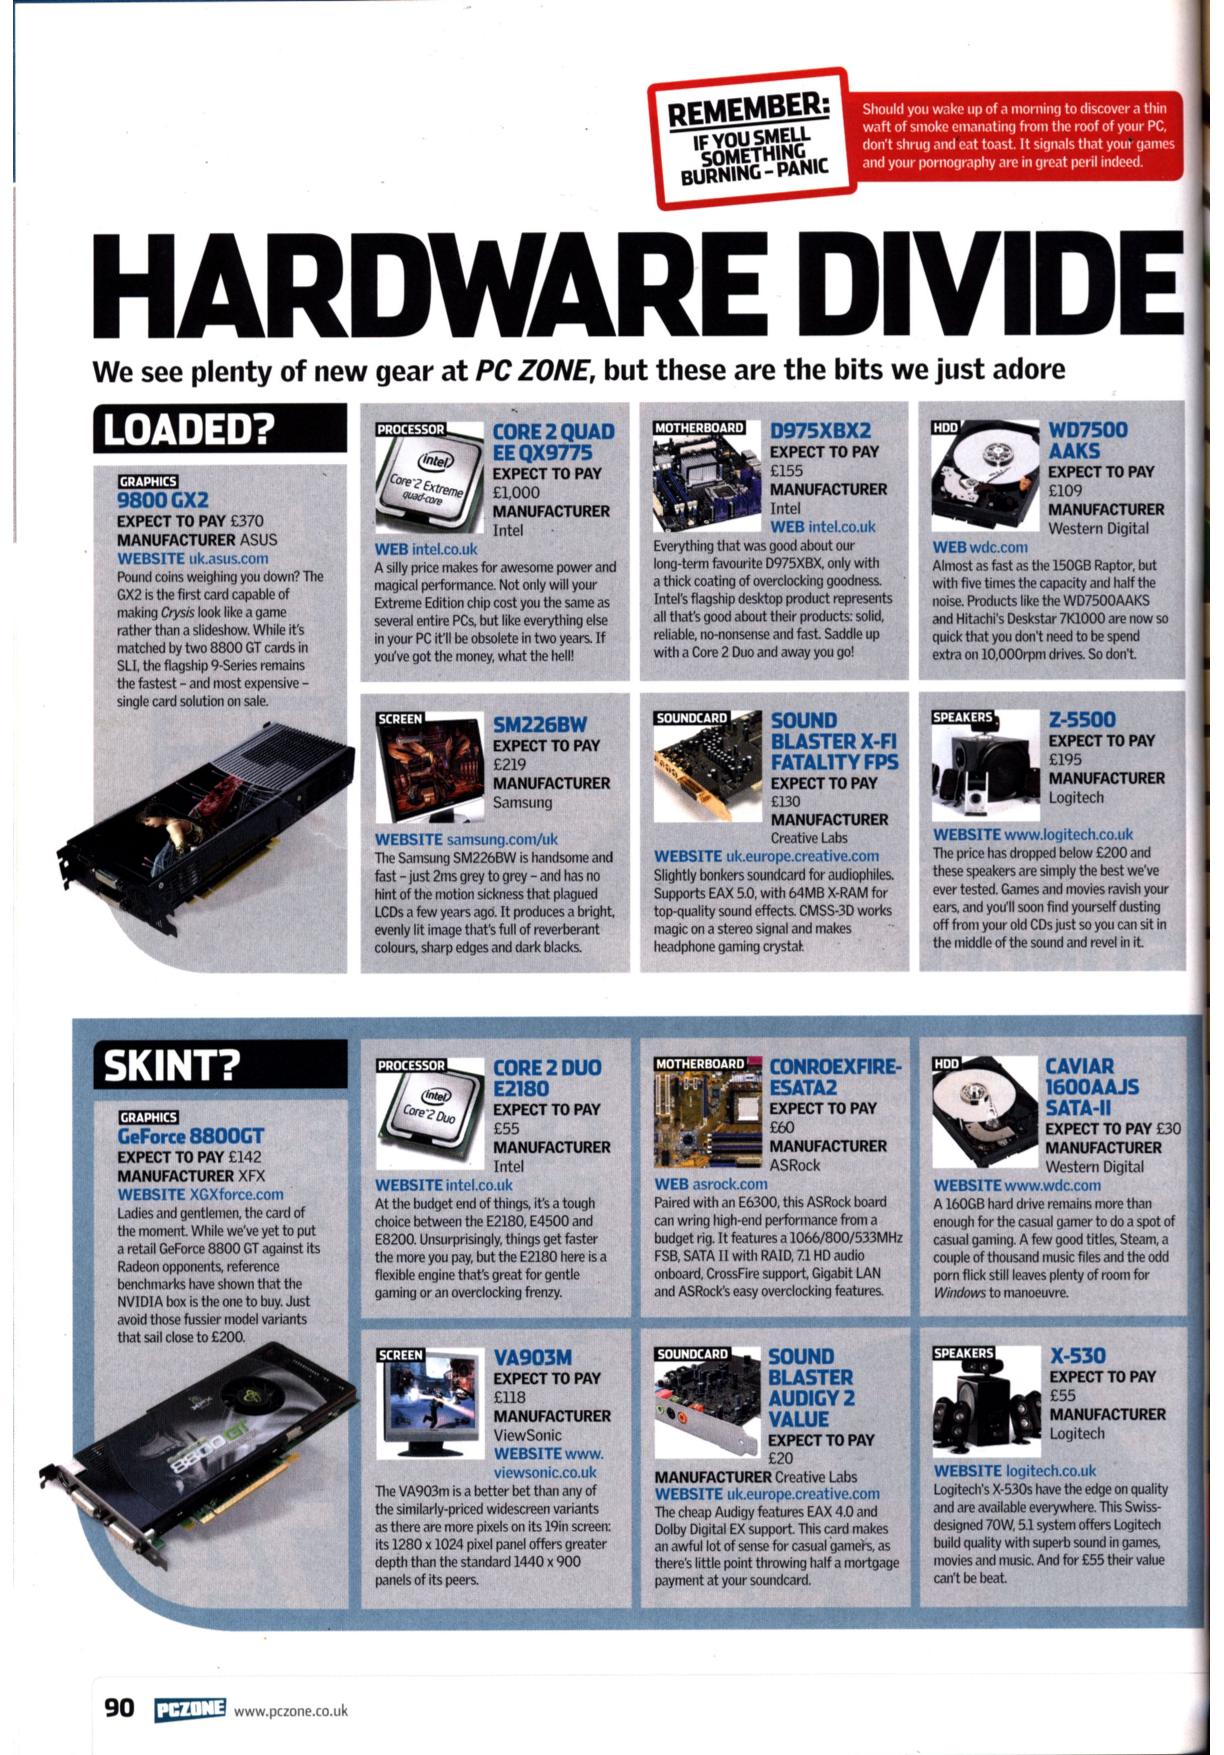 REMEMBER:
IF YOU SMELL
SOMETHING
BURNING – PANIC
Should you wake up of a morning to discover a thin
waft of smoke emanating from the roof of your PC,
don't shrug and eat toast. It signals that your games
and your pornography are in great peril indeed.
HARDWARE DIVIDE
We see plenty of new gear at PC ZONE, but these are the bits we just adore
LOADED?
GRAPHICS
9800 GX2
EXPECT TO PAY £370
MANUFACTURER ASUS
WEBSITE uk.asus.com
Pound coins weighing you down? The
GX2 is the first card capable of
making Crysis look like a game
rather than a slideshow. While it's
matched by two 8800 GT cards in
SLI, the flagship 9-Series remains
the fastest – and most expensive –
single card solution on sale.
PROCESSOR
intel
Core™2 Extreme
quad-core
CORE 2 QUAD
EE QX9775
EXPECT TO PAY
£1,000
MANUFACTURER
Intel
WEB intel.co.uk
A silly price makes for awesome power and
magical performance. Not only will your
Extreme Edition chip cost you the same as
several entire PCs, but like everything else
in your PC it'll be obsolete in two years. If
you've got the money, what the hell!
MOTHERBOARD
D975XBX2
EXPECT TO PAY
£155
MANUFACTURER
Intel
WEB intel.co.uk
Everything that was good about our
long-term favourite D975XBX, only with
a thick coating of overclocking goodness.
Intel's flagship desktop product represents
all that's good about their products: solid,
reliable, no-nonsense and fast. Saddle up
with a Core 2 Duo and away you go!
HDD
WD7500
AAKS
EXPECT TO PAY
£109
MANUFACTURER
Western Digital
WEB wdc.com
Almost as fast as the 150GB Raptor, but
with five times the capacity and half the
noise. Products like the WD7500AAKS
and Hitachi's Deskstar 7K1000 are now so
quick that you don't need to be spend
extra on 10,000rpm drives. So don't.
SCREEN
SM226BW
EXPECT TO PAY
£219
MANUFACTURER
Samsung
WEBSITE samsung.com/uk
The Samsung SM226BW is handsome and
fast – just 2ms grey to grey – and has no
hint of the motion sickness that plagued
LCDs a few years ago. It produces a bright,
evenly lit image that's full of reverberant
colours, sharp edges and dark blacks.
SOUNDCARD
SOUND
BLASTER X-FI
FATAL1TY FPS
EXPECT TO PAY
£130
MANUFACTURER
Creative Labs
WEBSITE uk.europe.creative.com
Slightly bonkers soundcard for audiophiles.
Supports EAX 5.0, with 64MB X-RAM for
top-quality sound effects. CMSS-3D works
magic on a stereo signal and makes
headphone gaming crystal.
SPEAKERS
Z-5500
EXPECT TO PAY
£195
MANUFACTURER
Logitech
WEBSITE www.logitech.co.uk
The price has dropped below £200 and
these speakers are simply the best we've
ever tested. Games and movies ravish your
ears, and you'll soon find yourself dusting
off from your old CDs just so you can sit in
the middle of the sound and revel in it.
SKINT?
GRAPHICS
GeForce 8800GT
EXPECT TO PAY £142
MANUFACTURER XFX
WEBSITE XGXforce.com
Ladies and gentlemen, the card of
the moment. While we've yet to put
a retail GeForce 8800 GT against its
Radeon opponents, reference
benchmarks have shown that the
NVIDIA box is the one to buy. Just
avoid those fussier model variants
that sail close to £200.
8800GT
PROCESSOR
intel
Core™2 Duo
CORE 2 DUO
E2180
EXPECT TO PAY
£55
MANUFACTURER
Intel
WEBSITE intel.co.uk
At the budget end of things, it's a tough
choice between the E2180, E4500 and
E8200. Unsurprisingly, things get faster
the more you pay, but the E2180 here is a
flexible engine that's great for gentle
gaming or an overclocking frenzy.
MOTHERBOARD
CONROEXFIRE-
ESATA2
EXPECT TO PAY
£60
MANUFACTURER
ASRock
WEB asrock.com
Paired with an E6300, this ASRock board
can wring high-end performance from a
budget rig. It features a 1066/800/533MHz
FSB, SATA II with RAID, 7.1 HD audio
onboard, CrossFire support, Gigabit LAN
and ASRock's easy overclocking features.
HDD
CAVIAR
1600AAJS
SATA-II
EXPECT TO PAY £30
MANUFACTURER
Western Digital
WEBSITE www.wdc.com
A 160GB hard drive remains more than
enough for the casual gamer to do a spot of
casual gaming. A few good titles, Steam, a
couple of thousand music files and the odd
porn flick still leaves plenty of room for
Windows to manoeuvre.
SCREEN
VA903M
EXPECT TO PAY
£118
MANUFACTURER
ViewSonic
WEBSITE www.
viewsonic.co.uk
The VA903m is a better bet than any of
the similarly-priced widescreen variants
as there are more pixels on its 19in screen:
its 1280 x 1024 pixel panel offers greater
depth than the standard 1440 x 900
panels of its peers.
SOUNDCARD
SOUND
BLASTER
AUDIGY 2
VALUE
EXPECT TO PAY
£20
MANUFACTURER Creative Labs
WEBSITE uk.europe.creative.com
The cheap Audigy features EAX 4.0 and
Dolby Digital EX support. This card makes
an awful lot of sense for casual gamers, as
there's little point throwing half a mortgage
payment at your soundcard.
SPEAKERS
X-530
EXPECT TO PAY
£55
MANUFACTURER
Logitech
WEBSITE logitech.co.uk
Logitech's X-530s have the edge on quality
and are available everywhere. This Swiss-
designed 70W, 5.1 system offers Logitech
build quality with superb sound in games,
movies and music. And for £55 their value
can't be beat.
90 PCZONE www.pczone.co.uk